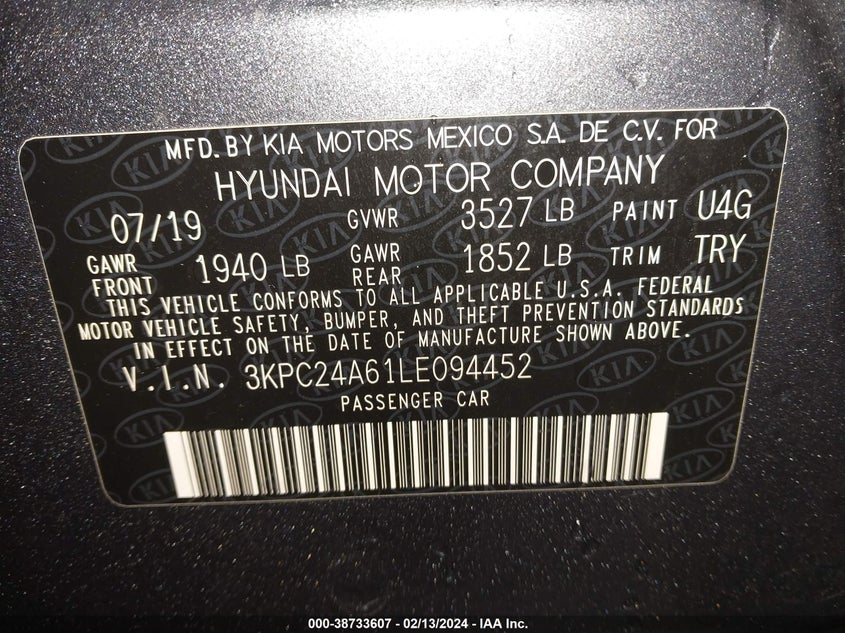 MFD. BY KIA MOTORS MEXICO S.A. DE C.V. FOR
HYUNDAI MOTOR COMPANY
07/19 GVWR 3527 LB PAINT U4G
GAWR FRONT 1940 LB GAWR REAR 1852 LB TRIM TRY
THIS VEHICLE CONFORMS TO ALL APPLICABLE U.S.A. FEDERAL
MOTOR VEHICLE SAFETY, BUMPER, AND THEFT PREVENTION STANDARDS
IN EFFECT ON THE DATE OF MANUFACTURE SHOWN ABOVE.
V.I.N. 3KPC24A61LE094452
PASSENGER CAR
000-38733607 - 02/13/2024 - IAA Inc.